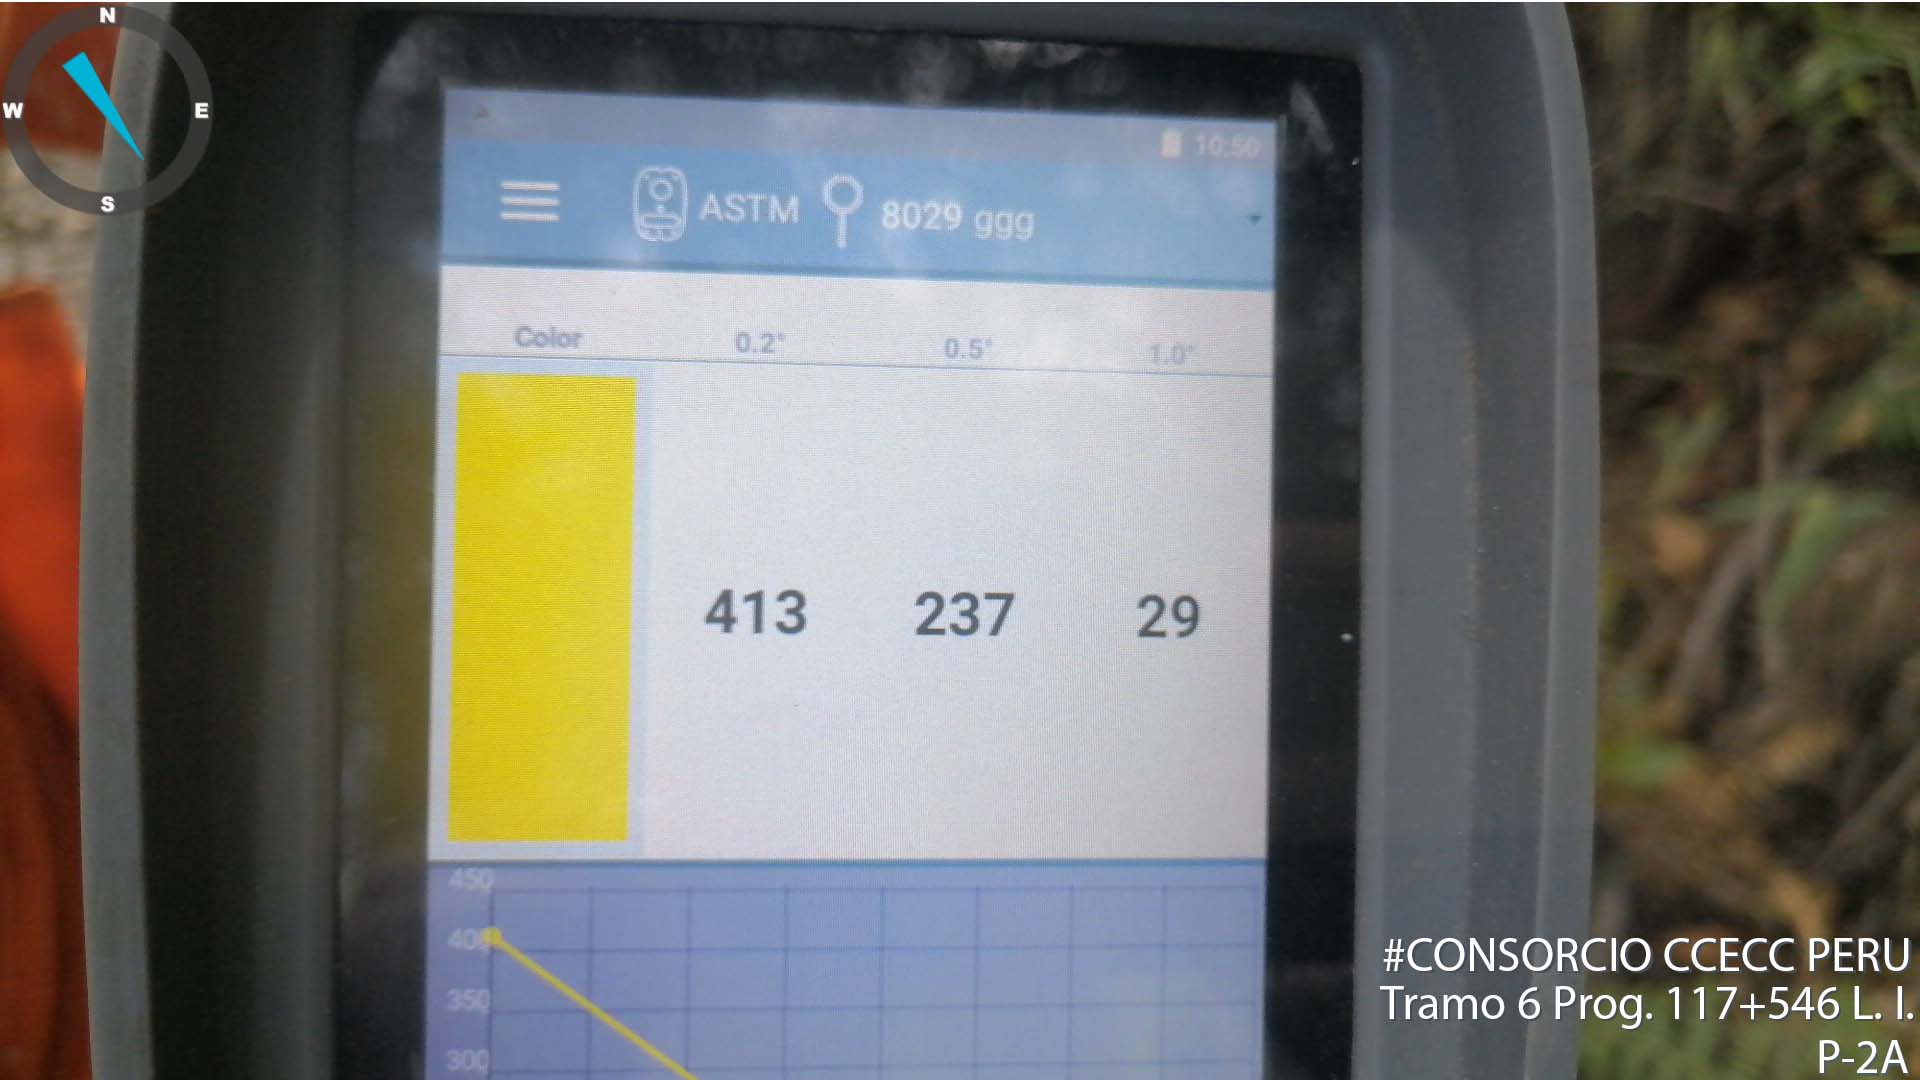 N
W E
S
10:50
ASTM 8029 ggg
Color 0.2° 0.5° 1.0°
413 237 29
450
400
350
300
#CONSORCIO CCECC PERU
Tramo 6 Prog. 117+546 L. I.
P-2A